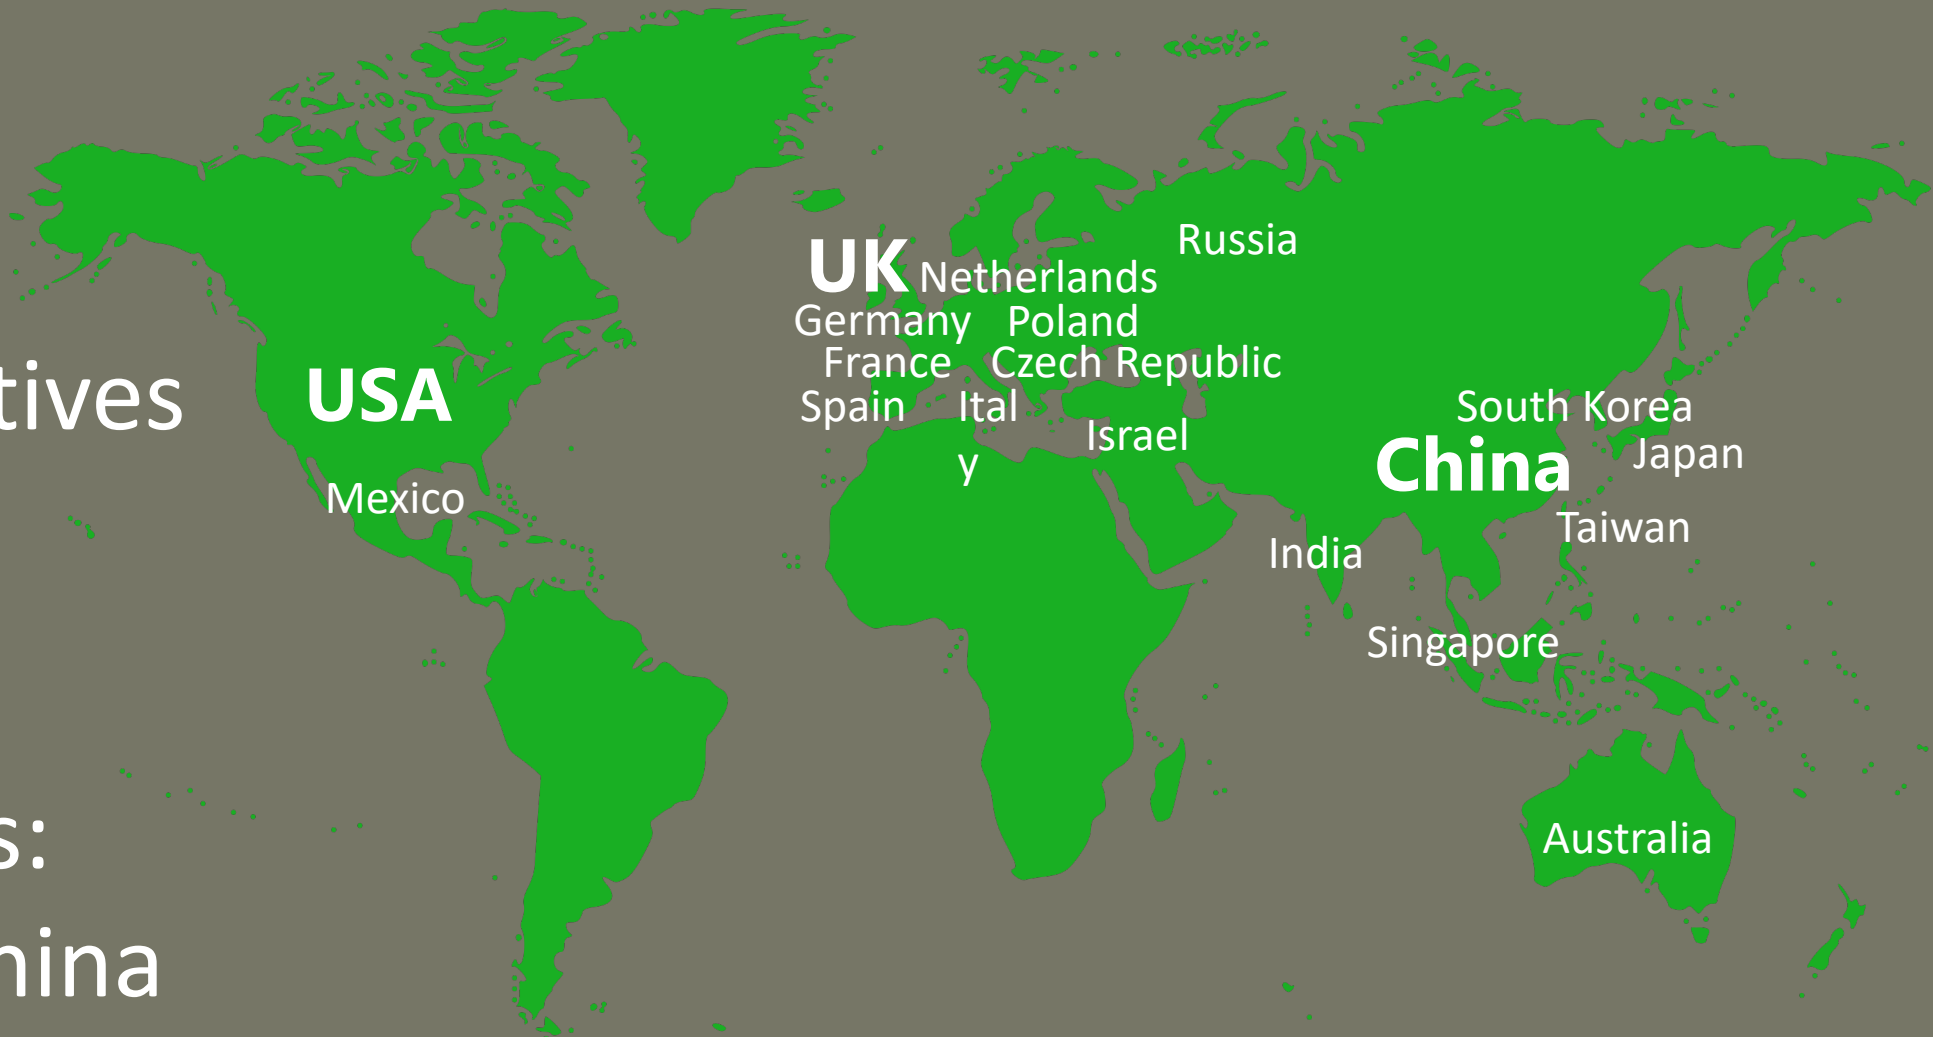 tives
s:
hina
USA
Mexico
UK
Netherlands
Russia
Germany
Poland
France
Czech Republic
Spain
Ital
y
Israel
South Korea
China
Japan
Taiwan
India
Singapore
Australia